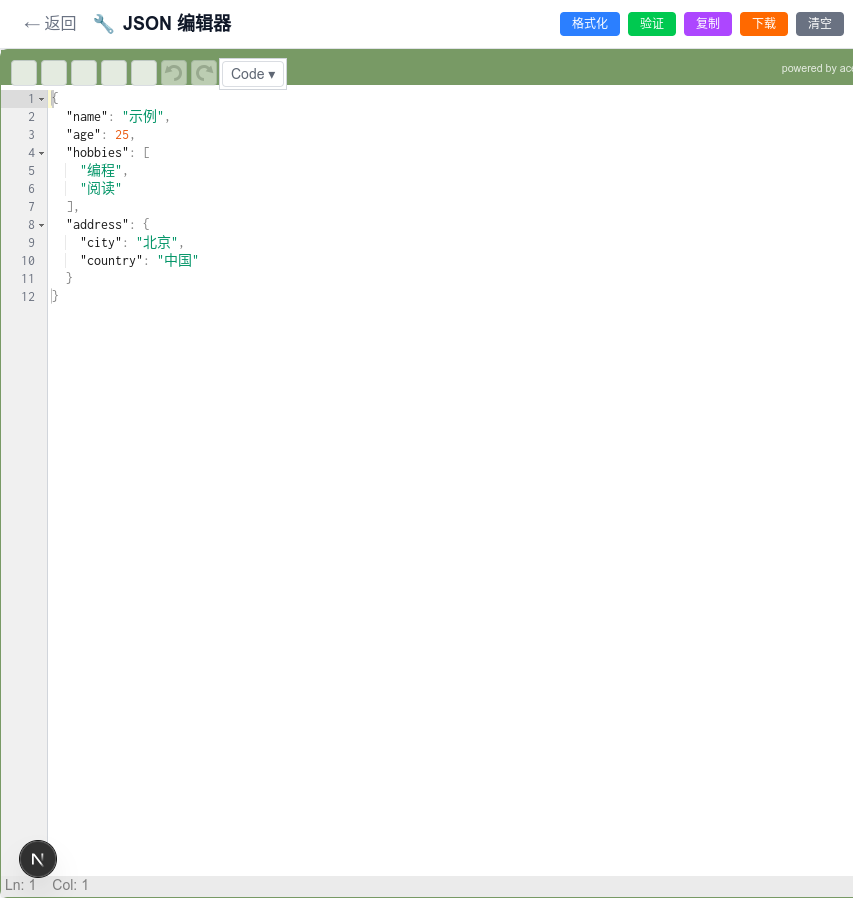 ← 返回 🔧 JSON 编辑器 格式化 验证 复制 下载 清空
Code ▾ powered by
1 {
2 "name": "示例",
3 "age": 25,
4 "hobbies": [
5 "编程",
6 "阅读"
7 ],
8 "address": {
9 "city": "北京",
10 "country": "中国"
11 }
12 }
N
Ln: 1 Col: 1